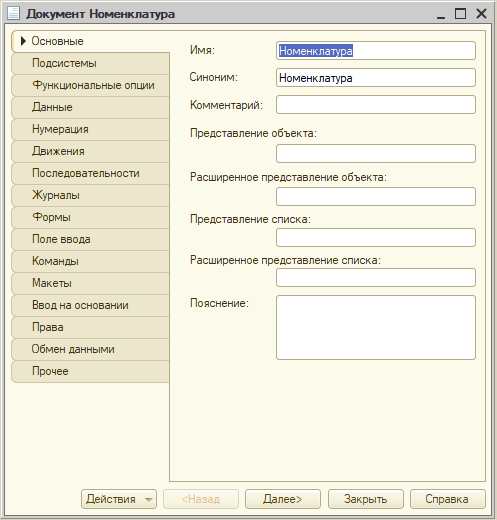 Документ Номенклатура
Основные
Подсистемы
Функциональные опции
Данные
Нумерация
Движения
Последовательности
Журналы
Формы
Поле ввода
Команды
Макеты
Ввод на основании
Права
Обмен данными
Прочее
Имя: Номенклатура
Синоним: Номенклатура
Комментарий:
Представление объекта:
Расширенное представление объекта:
Представление списка:
Расширенное представление списка:
Пояснение:
Действия <Назад Далее> Закрыть Справка